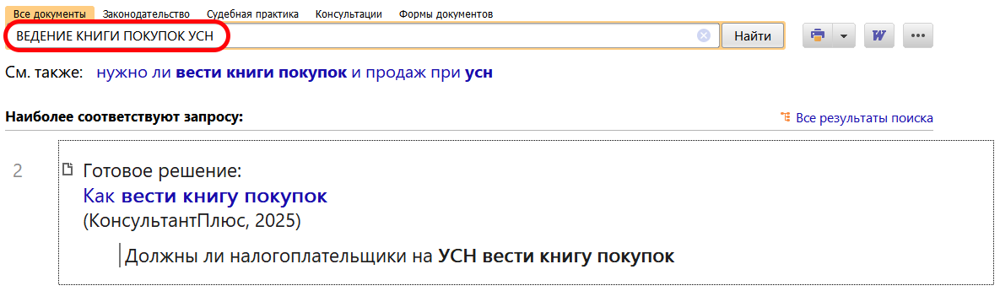 Все документы Законодательство Судебная практика Консультации Формы документов
ВЕДЕНИЕ КНИГИ ПОКУПОК УСН Найти W
См. также: нужно ли вести книги покупок и продаж при усн
Наиболее соответствуют запросу: Все результаты поиска
2 Готовое решение:
Как вести книгу покупок
(КонсультантПлюс, 2025)
Должны ли налогоплательщики на УСН вести книгу покупок